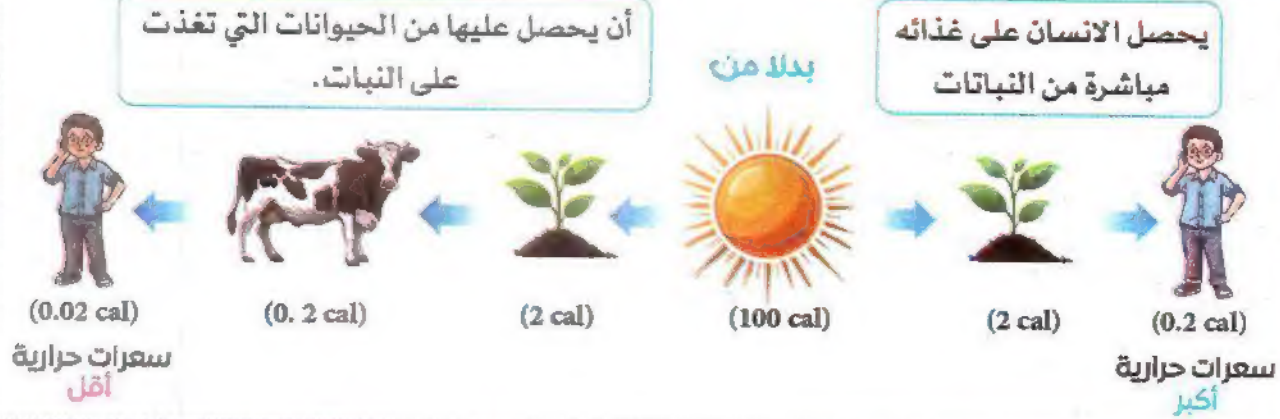 يحصل الانسان على غذائه
مباشرة من النباتات
بدلا من
أن يحصل عليها من الحيوانات التي تغذت
على النبات.
(0.2 cal)
(2 cal)
(100 cal)
(2 cal)
(0. 2 cal)
(0.02 cal)
سعرات حرارية
أكبر
سعرات حرارية
أقل